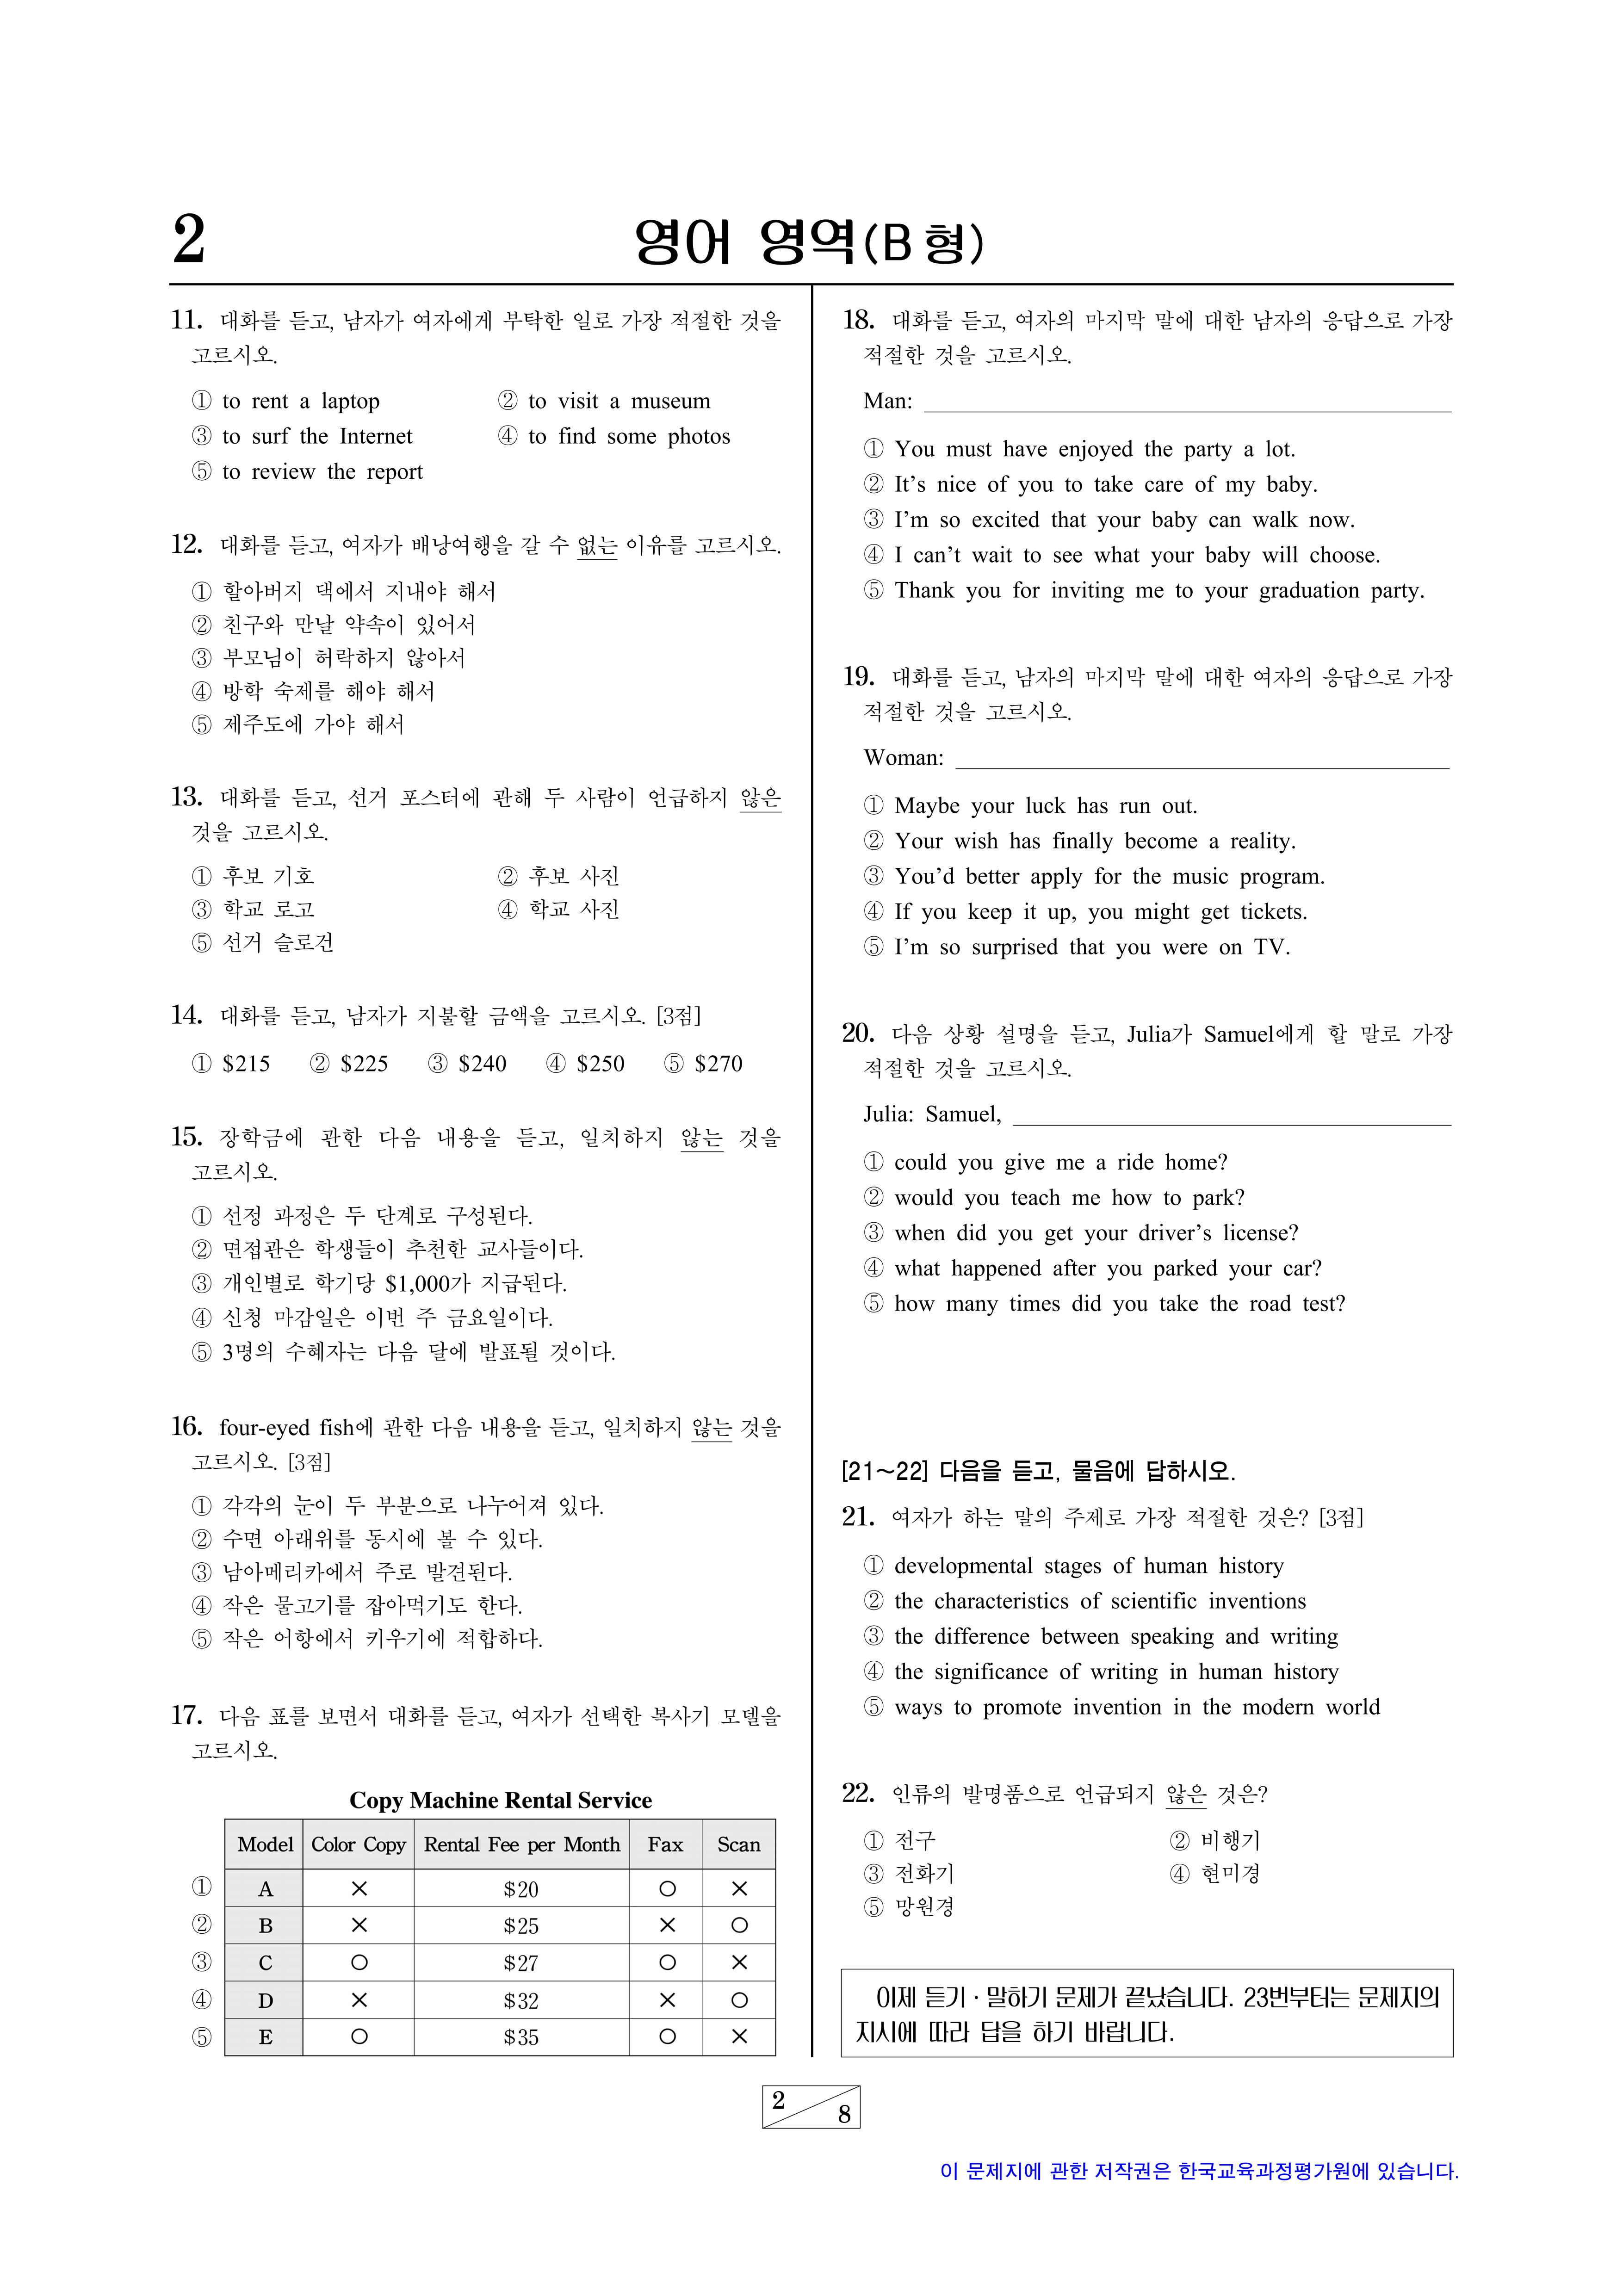 2
영어 영역(B형)
11. 대화를 듣고, 남자가 여자에게 부탁한 일로 가장 적절한 것을
고르시오.
① to rent a laptop ② to visit a museum
③ to surf the Internet ④ to find some photos
⑤ to review the report
12. 대화를 듣고, 여자가 배낭여행을 갈 수 없는 이유를 고르시오.
① 할아버지 댁에서 지내야 해서
② 친구와 만날 약속이 있어서
③ 부모님이 허락하지 않아서
④ 방학 숙제를 해야 해서
⑤ 제주도에 가야 해서
13. 대화를 듣고, 선거 포스터에 관해 두 사람이 언급하지 않은
것을 고르시오.
① 후보 기호 ② 후보 사진
③ 학교 로고 ④ 학교 사진
⑤ 선거 슬로건
14. 대화를 듣고, 남자가 지불할 금액을 고르시오. [3점]
① $215 ② $225 ③ $240 ④ $250 ⑤ $270
15. 장학금에 관한 다음 내용을 듣고, 일치하지 않는 것을
고르시오.
① 선정 과정은 두 단계로 구성된다.
② 면접관은 학생들이 추천한 교사들이다.
③ 개인별로 학기당 $1,000가 지급된다.
④ 신청 마감일은 이번 주 금요일이다.
⑤ 3명의 수혜자는 다음 달에 발표될 것이다.
16. four-eyed fish에 관한 다음 내용을 듣고, 일치하지 않는 것을
고르시오. [3점]
① 각각의 눈이 두 부분으로 나누어져 있다.
② 수면 아래위를 동시에 볼 수 있다.
③ 남아메리카에서 주로 발견된다.
④ 작은 물고기를 잡아먹기도 한다.
⑤ 작은 어항에서 키우기에 적합하다.
17. 다음 표를 보면서 대화를 듣고, 여자가 선택한 복사기 모델을
고르시오.
Copy Machine Rental Service
Model Color Copy Rental Fee per Month Fax Scan
① A × $20 ○ ×
② B × $25 × ○
③ C ○ $27 ○ ×
④ D × $32 × ○
⑤ E ○ $35 ○ ×
18. 대화를 듣고, 여자의 마지막 말에 대한 남자의 응답으로 가장
적절한 것을 고르시오.
Man:
① You must have enjoyed the party a lot.
② It's nice of you to take care of my baby.
③ I'm so excited that your baby can walk now.
④ I can't wait to see what your baby will choose.
⑤ Thank you for inviting me to your graduation party.
19. 대화를 듣고, 남자의 마지막 말에 대한 여자의 응답으로 가장
적절한 것을 고르시오.
Woman:
① Maybe your luck has run out.
② Your wish has finally become a reality.
③ You'd better apply for the music program.
④ If you keep it up, you might get tickets.
⑤ I'm so surprised that you were on TV.
20. 다음 상황 설명을 듣고, Julia가 Samuel에게 할 말로 가장
적절한 것을 고르시오.
Julia: Samuel,
① could you give me a ride home?
② would you teach me how to park?
③ when did you get your driver's license?
④ what happened after you parked your car?
⑤ how many times did you take the road test?
[21~22] 다음을 듣고, 물음에 답하시오.
21. 여자가 하는 말의 주제로 가장 적절한 것은? [3점]
① developmental stages of human history
② the characteristics of scientific inventions
③ the difference between speaking and writing
④ the significance of writing in human history
⑤ ways to promote invention in the modern world
22. 인류의 발명품으로 언급되지 않은 것은?
① 전구 ② 비행기
③ 전화기 ④ 현미경
⑤ 망원경
이제 듣기·말하기 문제가 끝났습니다. 23번부터는 문제지의
지시에 따라 답을 하기 바랍니다.
2
8
이 문제지에 관한 저작권은 한국교육과정평가원에 있습니다.